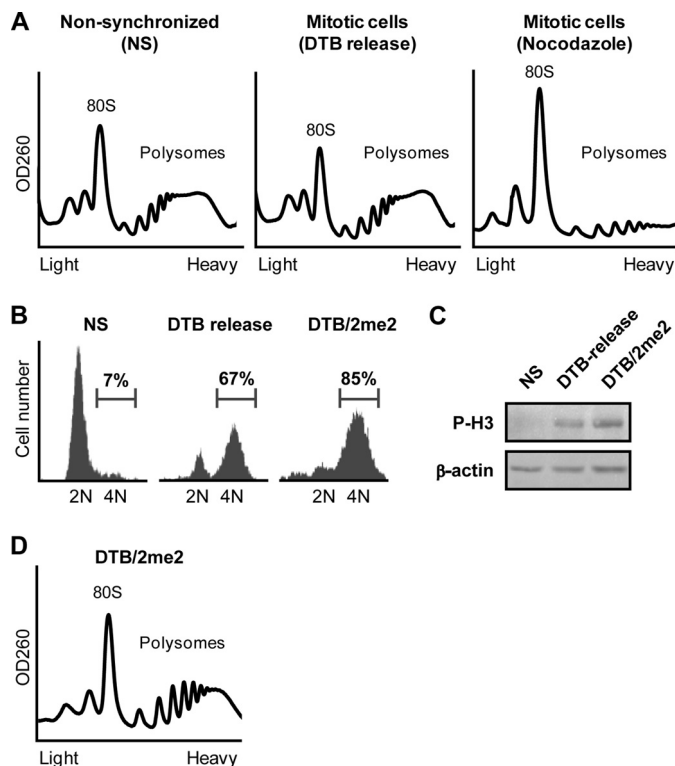 A
Non-synchronized
(NS)
Mitotic cells
(DTB release)
Mitotic cells
(Nocodazole)
OD260
80S
Polysomes
80S
Polysomes
80S
Polysomes
Light Heavy
Light Heavy
Light Heavy
B
NS
DTB release
DTB/2me2
Cell number
7%
67%
85%
2N 4N
2N 4N
2N 4N
C
NS
DTB-release
DTB/2me2
P-H3
β-actin
D
DTB/2me2
OD260
80S
Polysomes
Light Heavy